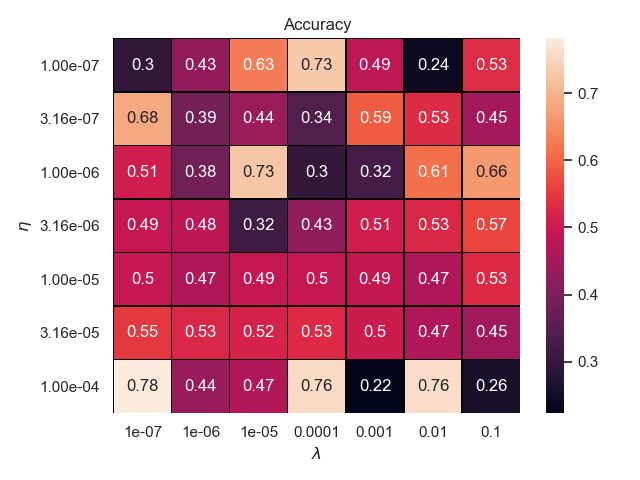 Accuracy
1.00e-07 0.3 0.43 0.63 0.73 0.49 0.24 0.53
3.16e-07 0.68 0.39 0.44 0.34 0.59 0.53 0.45
1.00e-06 0.51 0.38 0.73 0.3 0.32 0.61 0.66
3.16e-06 0.49 0.48 0.32 0.43 0.51 0.53 0.57
1.00e-05 0.5 0.47 0.49 0.5 0.49 0.47 0.53
3.16e-05 0.55 0.53 0.52 0.53 0.5 0.47 0.45
1.00e-04 0.78 0.44 0.47 0.76 0.22 0.76 0.26
1e-07 1e-06 1e-05 0.0001 0.001 0.01 0.1
λ
η
0.7
0.6
0.5
0.4
0.3